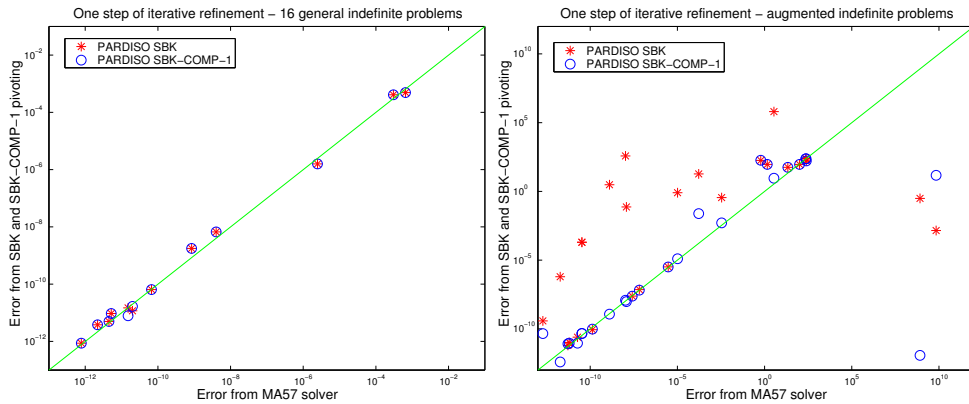 One step of iterative refinement − 16 general indefinite problems
PARDISO SBK
PARDISO SBK−COMP−1
Error from SBK and SBK−COMP−1 pivoting
10^−2
10^−4
10^−6
10^−8
10^−10
10^−12
10^−12
10^−10
10^−8
10^−6
10^−4
10^−2
Error from MA57 solver
One step of iterative refinement − augmented indefinite problems
PARDISO SBK
PARDISO SBK−COMP−1
Error from SBK and SBK−COMP−1 pivoting
10^10
10^5
10^0
10^−5
10^−10
10^−10
10^−5
10^0
10^5
10^10
Error from MA57 solver